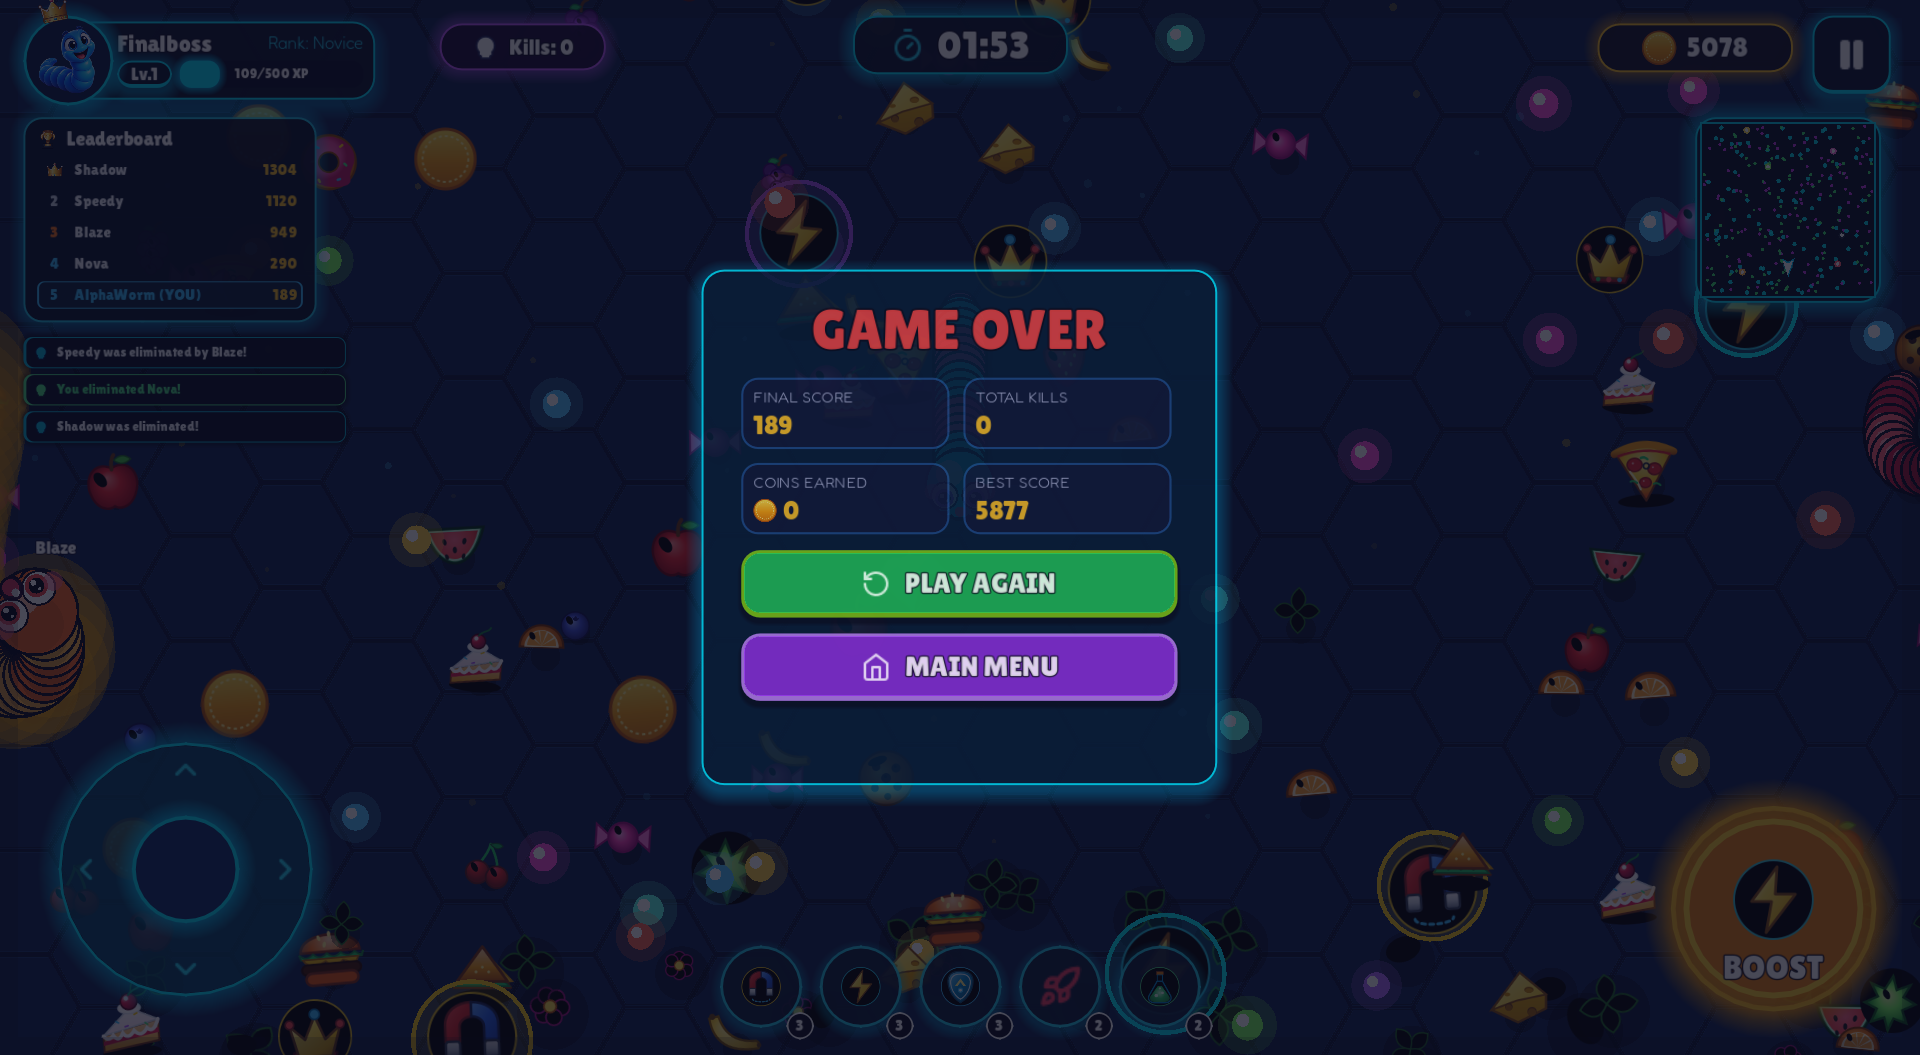 Finalboss
Rank: Novice
Lv.1
109/500 XP
Kills: 0
01:53
5078
Leaderboard
Shadow 1304
2 Speedy 1120
3 Blaze 949
4 Nova 290
5 AlphaWorm (YOU) 189
Speedy was eliminated by Blaze!
You eliminated Nova!
Shadow was eliminated!
Blaze
GAME OVER
FINAL SCORE
189
TOTAL KILLS
0
COINS EARNED
0
BEST SCORE
5877
PLAY AGAIN
MAIN MENU
BOOST
3
3
3
2
2